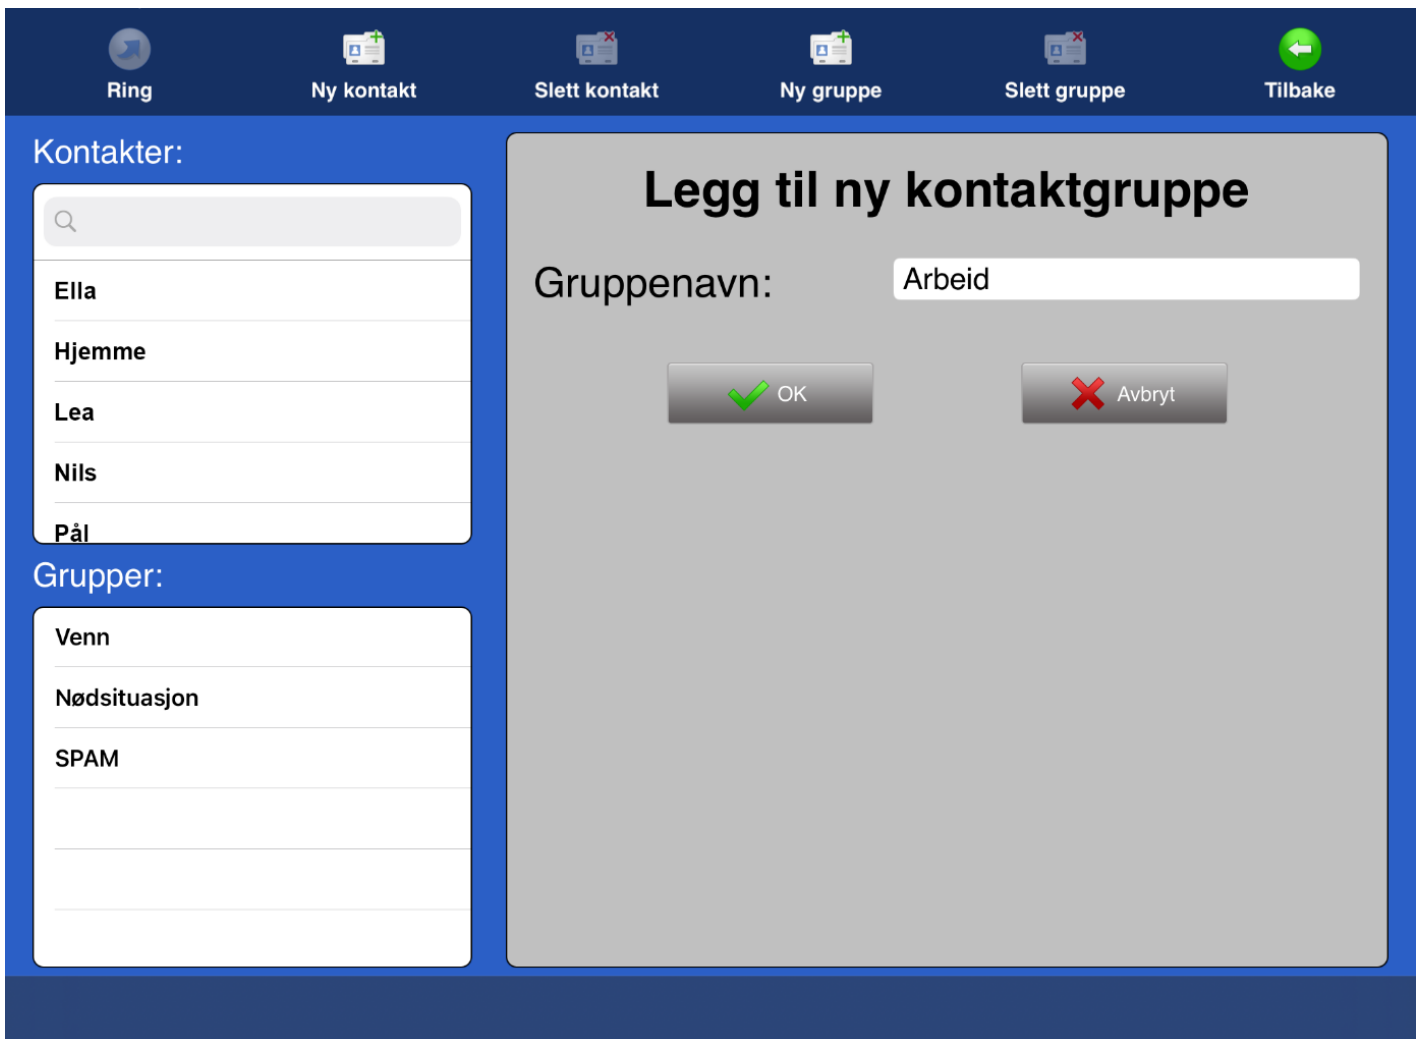 Ring
Ny kontakt
Slett kontakt
Ny gruppe
Slett gruppe
Tilbake
Kontakter:
Ella
Hjemme
Lea
Nils
Pål
Grupper:
Venn
Nødsituasjon
SPAM
Legg til ny kontaktgruppe
Gruppenavn: Arbeid
OK
Avbryt